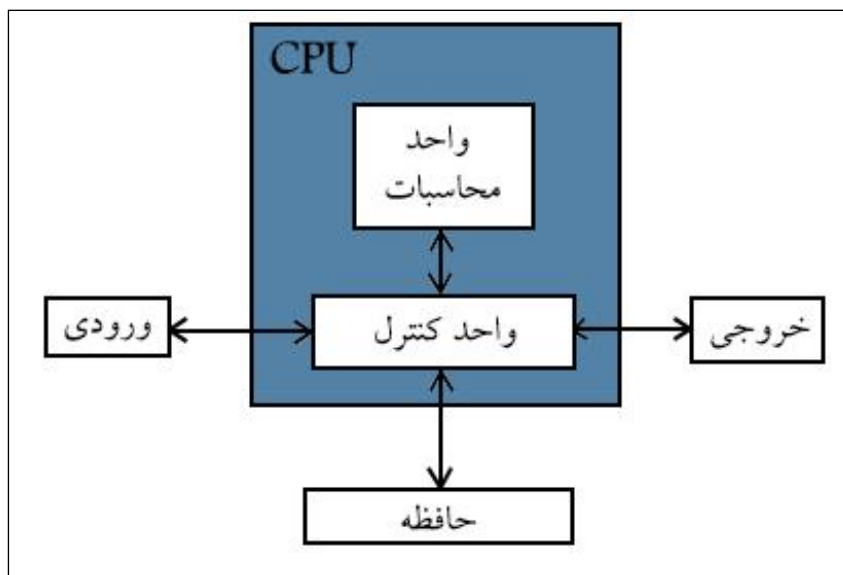 CPU
واحد
محاسبات
ورودی
واحد کنترل
خروجی
حافظه